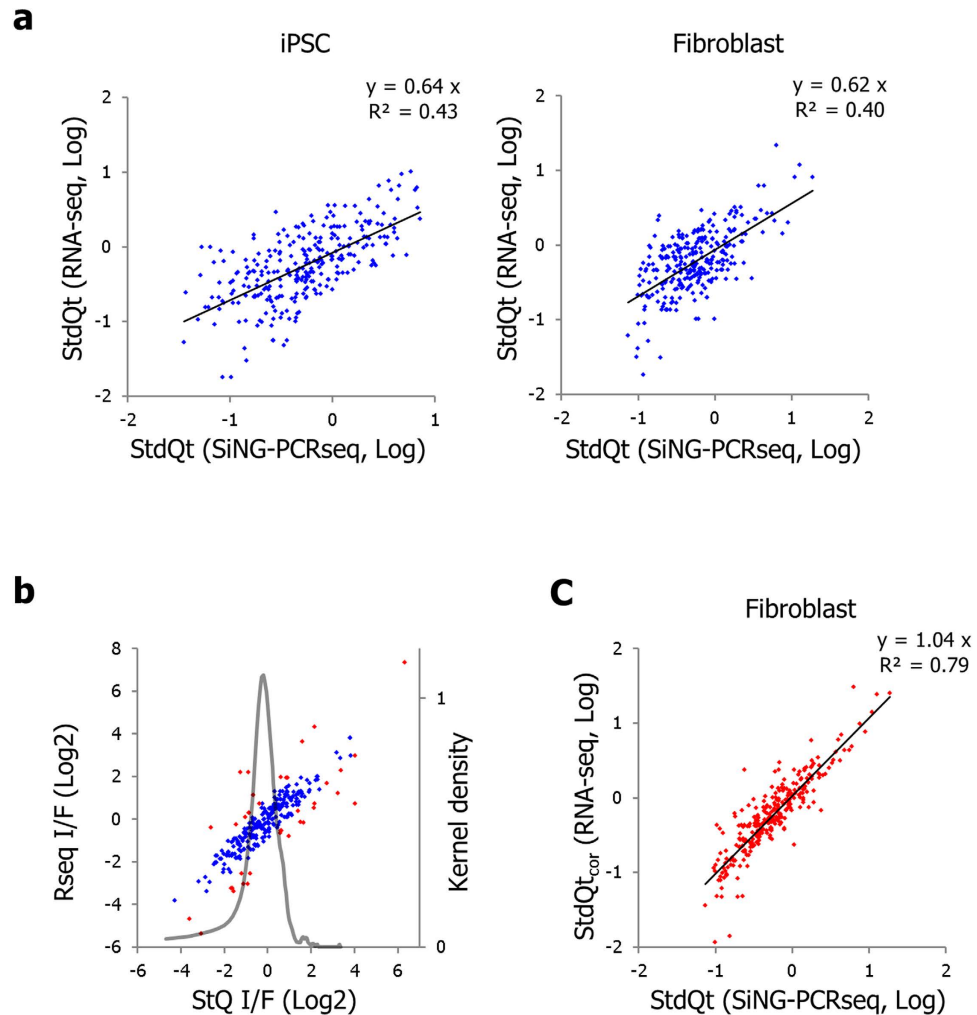 a
iPSC
y = 0.64 x
R² = 0.43
2
1
0
-1
-2
-2 -1 0 1
StdQt (RNA-seq, Log)
StdQt (SiNG-PCRseq, Log)
Fibroblast
y = 0.62 x
R² = 0.40
2
1
0
-1
-2
-2 -1 0 1 2
StdQt (RNA-seq, Log)
StdQt (SiNG-PCRseq, Log)
b
8
6
4
2
0
-2
-4
-6
-6 -4 -2 0 2 4 6
1
0
Rseq I/F (Log2)
Kernel density
StQ I/F (Log2)
C
Fibroblast
y = 1.04 x
R² = 0.79
2
1
0
-1
-2
-2 -1 0 1 2
StdQtcor (RNA-seq, Log)
StdQt (SiNG-PCRseq, Log)